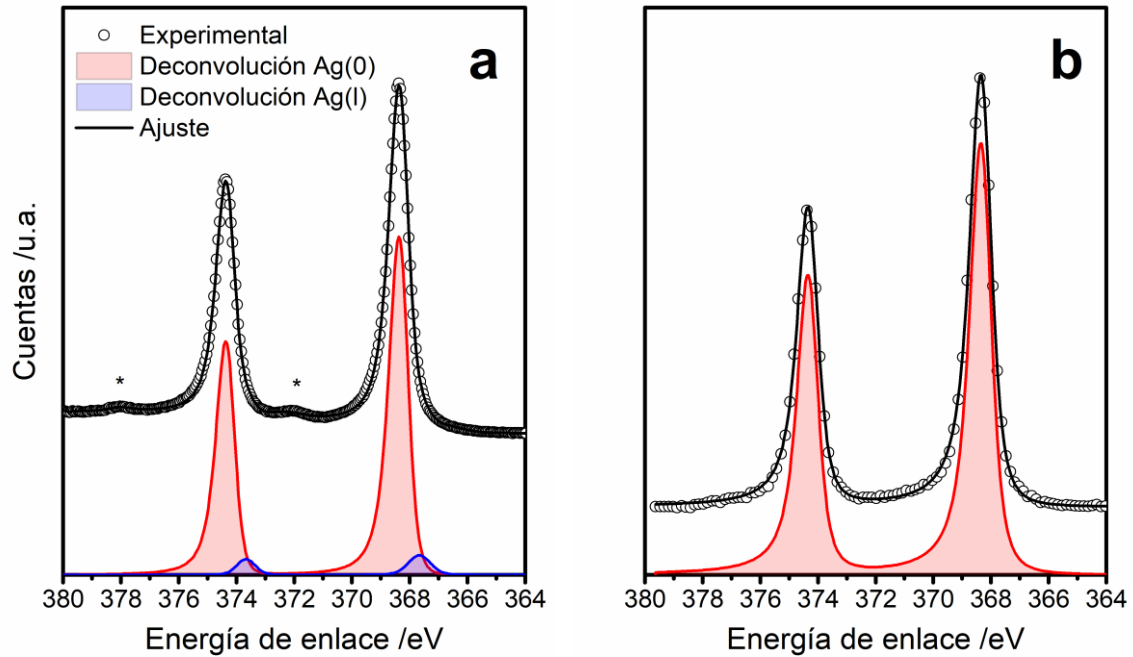 Experimental
Deconvolución Ag(0)
Deconvolución Ag(I)
Ajuste
a
*
*
Cuentas /u.a.
380 378 376 374 372 370 368 366 364
Energía de enlace /eV
b
380 378 376 374 372 370 368 366 364
Energía de enlace /eV